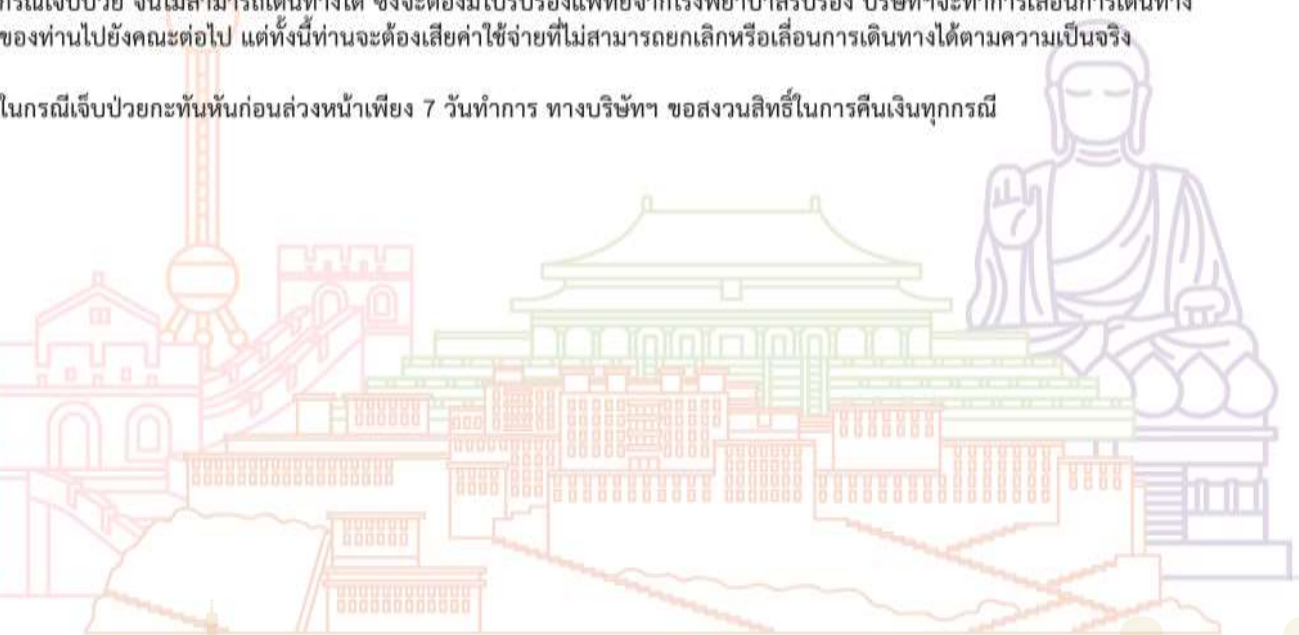 กรณีเจ็บป่วย จนไม่สามารถเดินทางได้ ซึ่งจะต้องมีใบรับรองแพทย์จากโรงพยาบาลรับรอง บริษัทฯจะทำการเลื่อนการเดินทาง
ของท่านไปยังคณะต่อไป แต่ทั้งนี้ท่านจะต้องเสียค่าใช้จ่ายที่ไม่สามารถยกเลิกหรือเลื่อนการเดินทางได้ตามความเป็นจริง
ในกรณีเจ็บป่วยกะทันหันก่อนล่วงหน้าเพียง 7 วันทำการ ทางบริษัทฯ ขอสงวนสิทธิ์ในการคืนเงินทุกกรณี